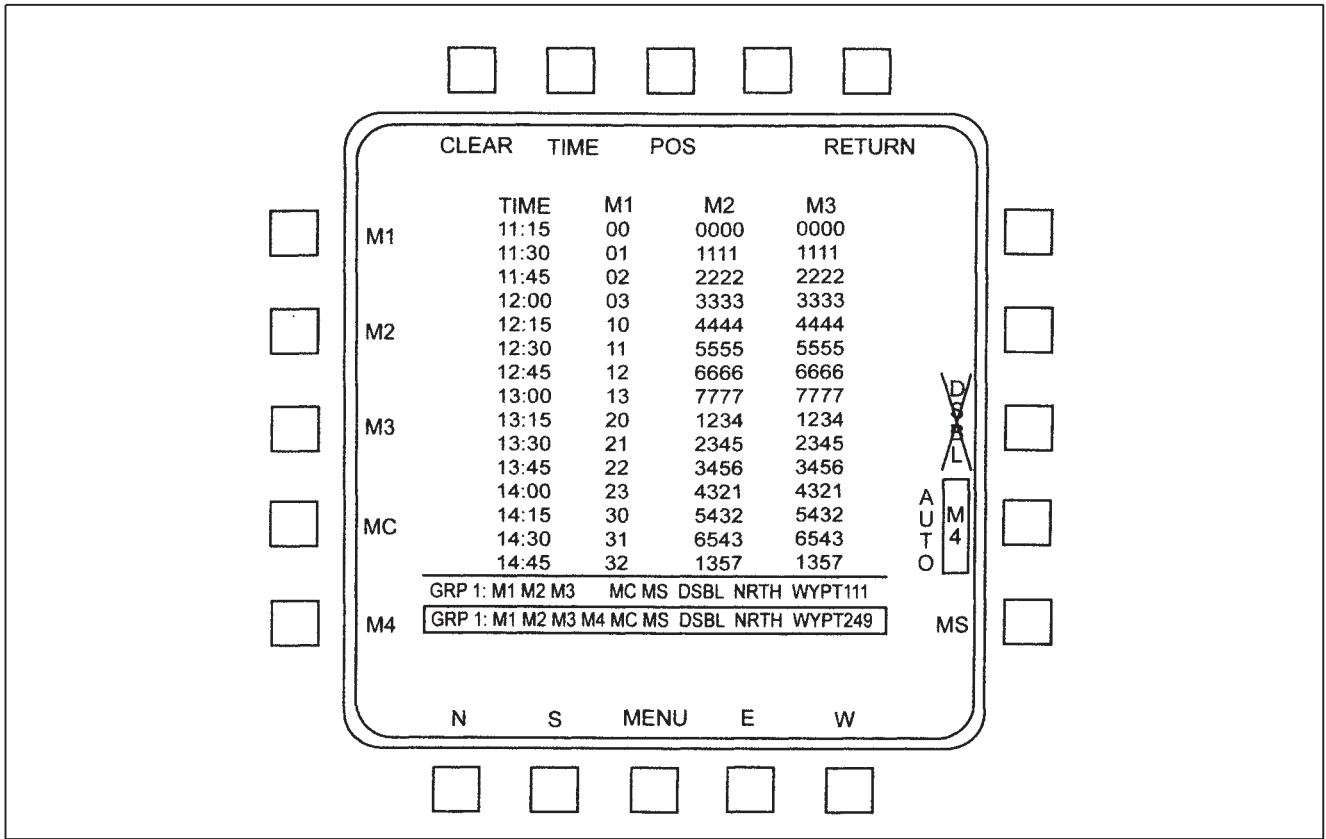 CLEAR TIME POS RETURN
TIME M1 M2 M3
11:15 00 0000 0000
11:30 01 1111 1111
11:45 02 2222 2222
12:00 03 3333 3333
12:15 10 4444 4444
12:30 11 5555 5555
12:45 12 6666 6666
13:00 13 7777 7777
13:15 20 1234 1234
13:30 21 2345 2345
13:45 22 3456 3456
14:00 23 4321 4321
14:15 30 5432 5432
14:30 31 6543 6543
14:45 32 1357 1357
GRP 1: M1 M2 M3 MC MS DSBL NRTH WYPT111
GRP 1: M1 M2 M3 M4 MC MS DSBL NRTH WYPT249
M1
M2
M3
MC
M4
DSBL
AUTO
M4
MS
N S MENU E W